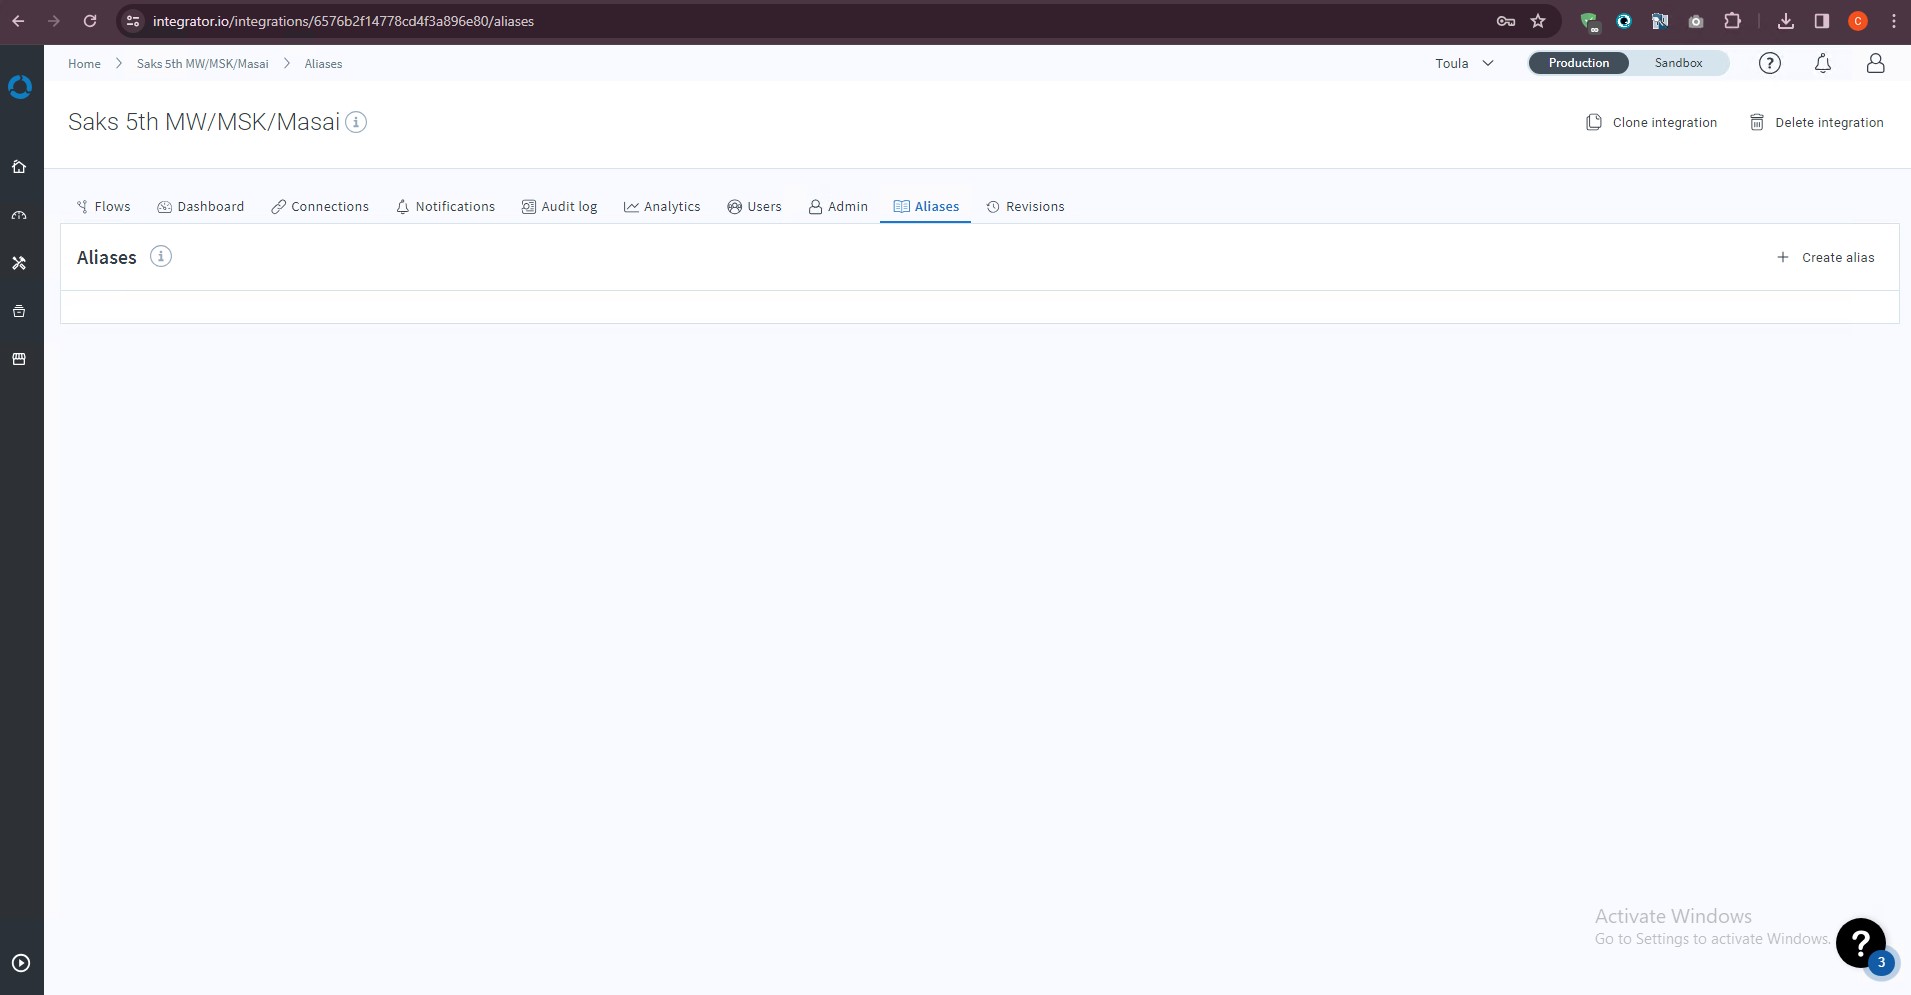 integrator.io/integrations/6576b2f14778cd4f3a896e80/aliases
C
Home Saks 5th MW/MSK/Masai Aliases
Toula
Production Sandbox
Saks 5th MW/MSK/Masai
Clone integration Delete integration
Flows Dashboard Connections Notifications Audit log Analytics Users Admin Aliases Revisions
Aliases
+ Create alias
Activate Windows
Go to Settings to activate Windows.
?
3